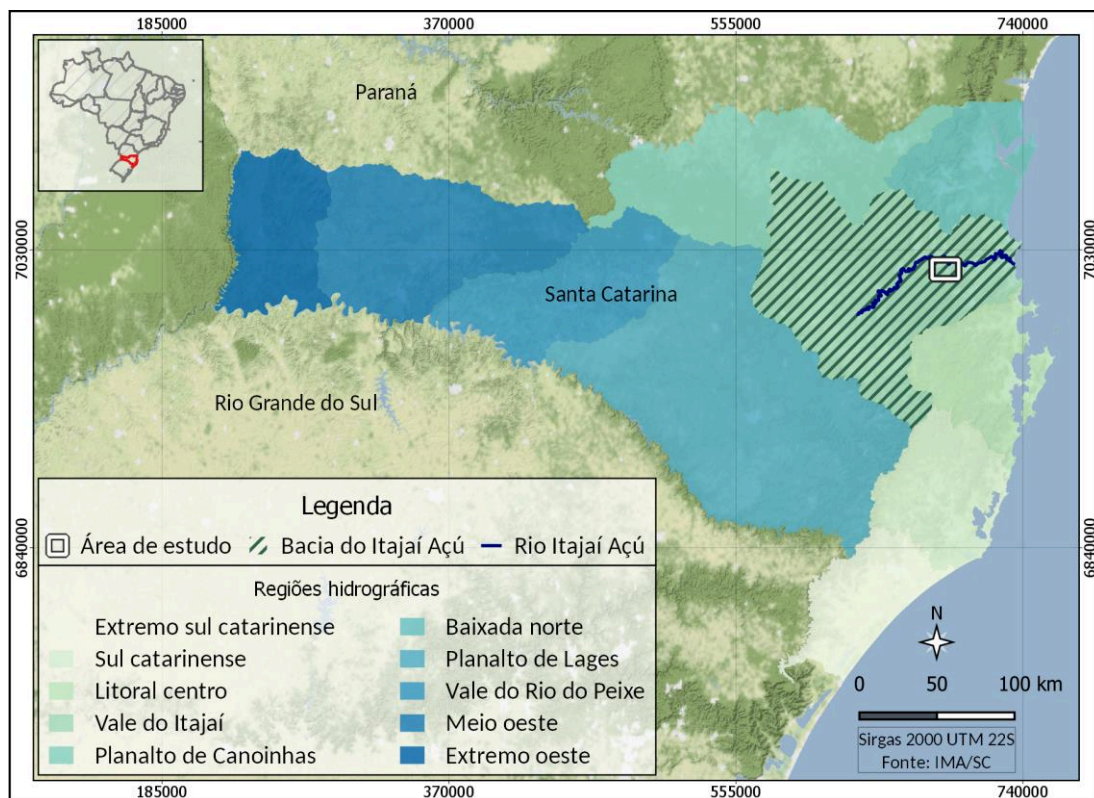 185000
370000
555000
740000
Paraná
7030000
7030000
Santa Catarina
Rio Grande do Sul
Legenda
Área de estudo
Bacia do Itajaí Açú
Rio Itajaí Açú
6840000
6840000
Regiões hidrográficas
Extremo sul catarinense
Sul catarinense
Litoral centro
Vale do Itajaí
Planalto de Canoinhas
Baixada norte
Planalto de Lages
Vale do Rio do Peixe
Meio oeste
Extremo oeste
N
0 50 100 km
Sirgas 2000 UTM 22S
Fonte: IMA/SC
185000
370000
555000
740000